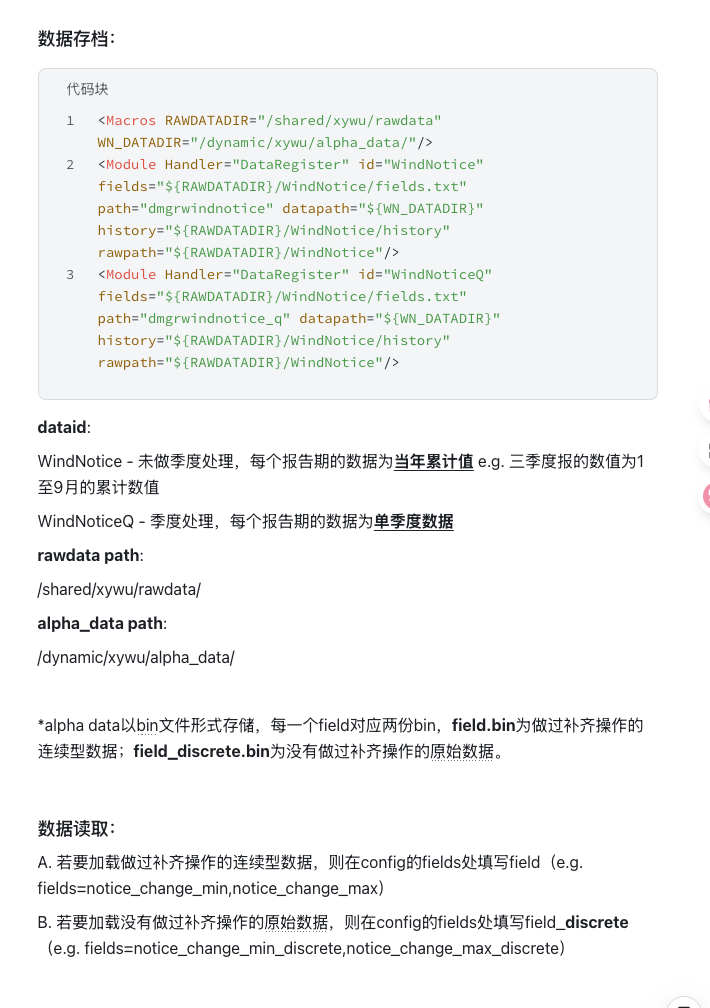 数据存档：
代码块
1 <Macros RAWDATADIR="/shared/xywu/rawdata"
WN_DATADIR="/dynamic/xywu/alpha_data/"/>
2 <Module Handler="DataRegister" id="WindNotice"
fields="${RAWDATADIR}/WindNotice/fields.txt"
path="dmgrwindnotice" datapath="${WN_DATADIR}"
history="${RAWDATADIR}/WindNotice/history"
rawpath="${RAWDATADIR}/WindNotice"/>
3 <Module Handler="DataRegister" id="WindNoticeQ"
fields="${RAWDATADIR}/WindNotice/fields.txt"
path="dmgrwindnotice_q" datapath="${WN_DATADIR}"
history="${RAWDATADIR}/WindNotice/history"
rawpath="${RAWDATADIR}/WindNotice"/>
dataid:
WindNotice - 未做季度处理，每个报告期的数据为当年累计值 e.g. 三季度报的数值为1
至9月的累计数值
WindNoticeQ - 季度处理，每个报告期的数据为单季度数据
rawdata path:
/shared/xywu/rawdata/
alpha_data path:
/dynamic/xywu/alpha_data/
*alpha data以bin文件形式存储，每一个field对应两份bin，field.bin为做过补齐操作的
连续型数据；field_discrete.bin为没有做过补齐操作的原始数据。
数据读取：
A. 若要加载做过补齐操作的连续型数据，则在config的fields处填写field（e.g.
fields=notice_change_min,notice_change_max）
B. 若要加载没有做过补齐操作的原始数据，则在config的fields处填写field_discrete
（e.g. fields=notice_change_min_discrete,notice_change_max_discrete）